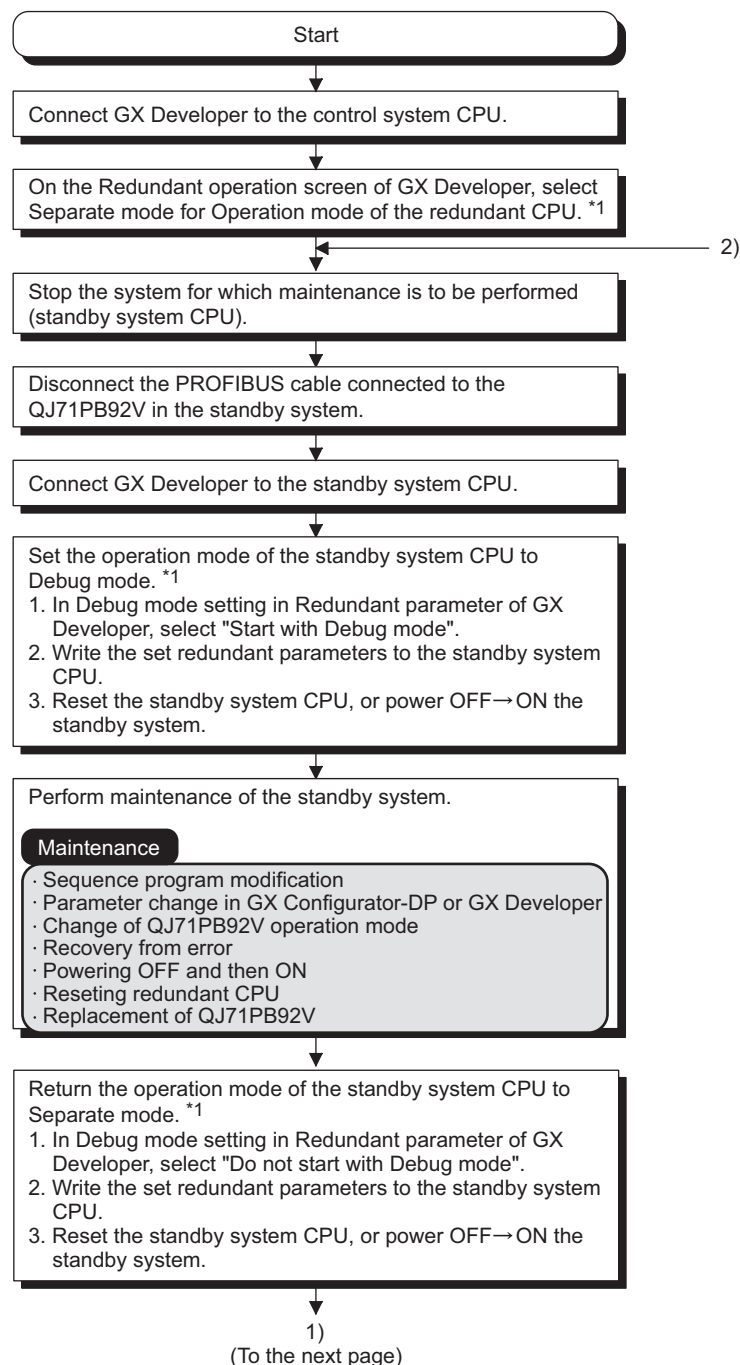 Start
Connect GX Developer to the control system CPU.
On the Redundant operation screen of GX Developer, select
Separate mode for Operation mode of the redundant CPU. *1
2)
Stop the system for which maintenance is to be performed
(standby system CPU).
Disconnect the PROFIBUS cable connected to the
QJ71PB92V in the standby system.
Connect GX Developer to the standby system CPU.
Set the operation mode of the standby system CPU to
Debug mode. *1
1. In Debug mode setting in Redundant parameter of GX
Developer, select "Start with Debug mode".
2. Write the set redundant parameters to the standby system
CPU.
3. Reset the standby system CPU, or power OFF→ON the
standby system.
Perform maintenance of the standby system.
Maintenance
· Sequence program modification
· Parameter change in GX Configurator-DP or GX Developer
· Change of QJ71PB92V operation mode
· Recovery from error
· Powering OFF and then ON
· Reseting redundant CPU
· Replacement of QJ71PB92V
Return the operation mode of the standby system CPU to
Separate mode. *1
1. In Debug mode setting in Redundant parameter of GX
Developer, select "Do not start with Debug mode".
2. Write the set redundant parameters to the standby system
CPU.
3. Reset the standby system CPU, or power OFF→ON the
standby system.
1)
(To the next page)